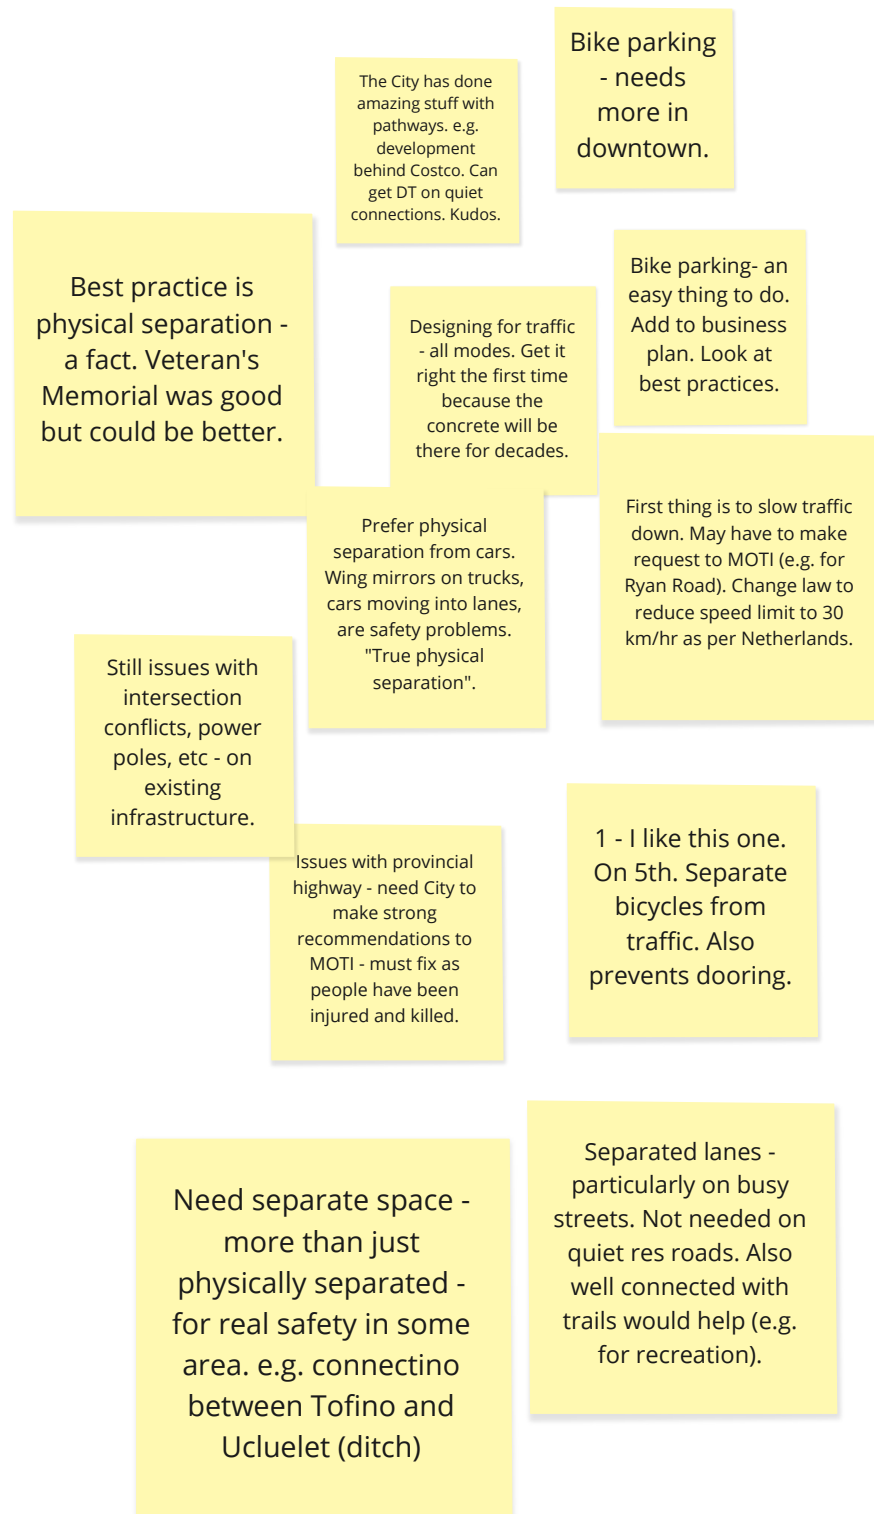 Bike parking
- needs
more in
downtown.
The City has done
amazing stuff with
pathways. e.g.
development
behind Costco. Can
get DT on quiet
connections. Kudos.
Best practice is
physical separation -
a fact. Veteran's
Memorial was good
but could be better.
Bike parking- an
easy thing to do.
Add to business
plan. Look at
best practices.
Designing for traffic
- all modes. Get it
right the first time
because the
concrete will be
there for decades.
First thing is to slow traffic
down. May have to make
request to MOTI (e.g. for
Ryan Road). Change law to
reduce speed limit to 30
km/hr as per Netherlands.
Prefer physical
separation from cars.
Wing mirrors on trucks,
cars moving into lanes,
are safety problems.
"True physical
separation".
Still issues with
intersection
conflicts, power
poles, etc - on
existing
infrastructure.
1 - I like this one.
On 5th. Separate
bicycles from
traffic. Also
prevents dooring.
Issues with provincial
highway - need City to
make strong
recommendations to
MOTI - must fix as
people have been
injured and killed.
Separated lanes -
particularly on busy
streets. Not needed on
quiet res roads. Also
well connected with
trails would help (e.g.
for recreation).
Need separate space -
more than just
physically separated -
for real safety in some
area. e.g. connectino
between Tofino and
Ucluelet (ditch)